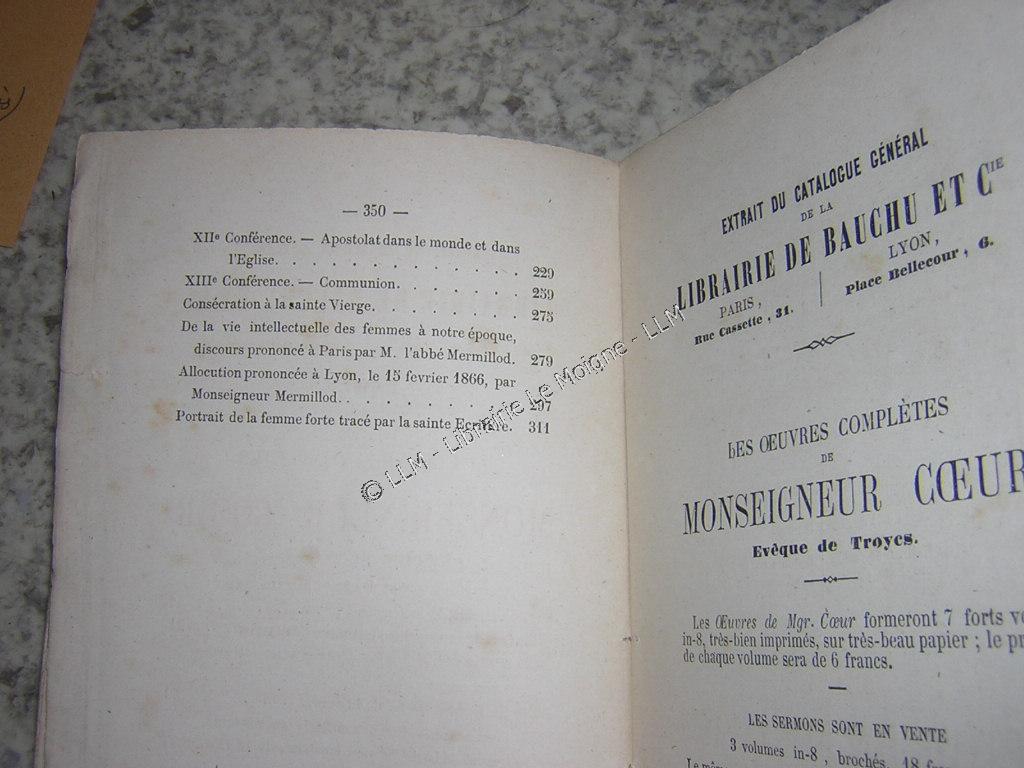 — 350 —
XIIe Conférence. — Apostolat dans le monde et dans
l'Eglise. . . . . . . . . . . . . 229
XIIIe Conférence. — Communion. . . . . . . 259
Consécration à la sainte Vierge. . . . . . . . 275
De la vie intellectuelle des femmes à notre époque,
discours prononcé à Paris par M. l'abbé Mermillod. 279
Allocution prononcée à Lyon, le 15 fevrier 1866, par
Monseigneur Mermillod. . . . . . . . . 297
Portrait de la femme forte tracé par la sainte Ecriture. 311
© LLM - Librairie Le Moigne - LLM
EXTRAIT DU CATALOGUE GÉNÉRAL
DE LA
LIBRAIRIE DE BAUCHU ET CIE
PARIS,
Rue Cassette, 31.
LYON,
Place Bellecour, 6.
LES ŒUVRES COMPLÈTES
DE
MONSEIGNEUR CŒUR
Evêque de Troyes.
Les Œuvres de Mgr. Cœur formeront 7 forts
in-8, très-bien imprimés, sur très-beau papier ; le
de chaque volume sera de 6 francs.
LES SERMONS SONT EN VENTE
3 volumes in-8, brochés. 18